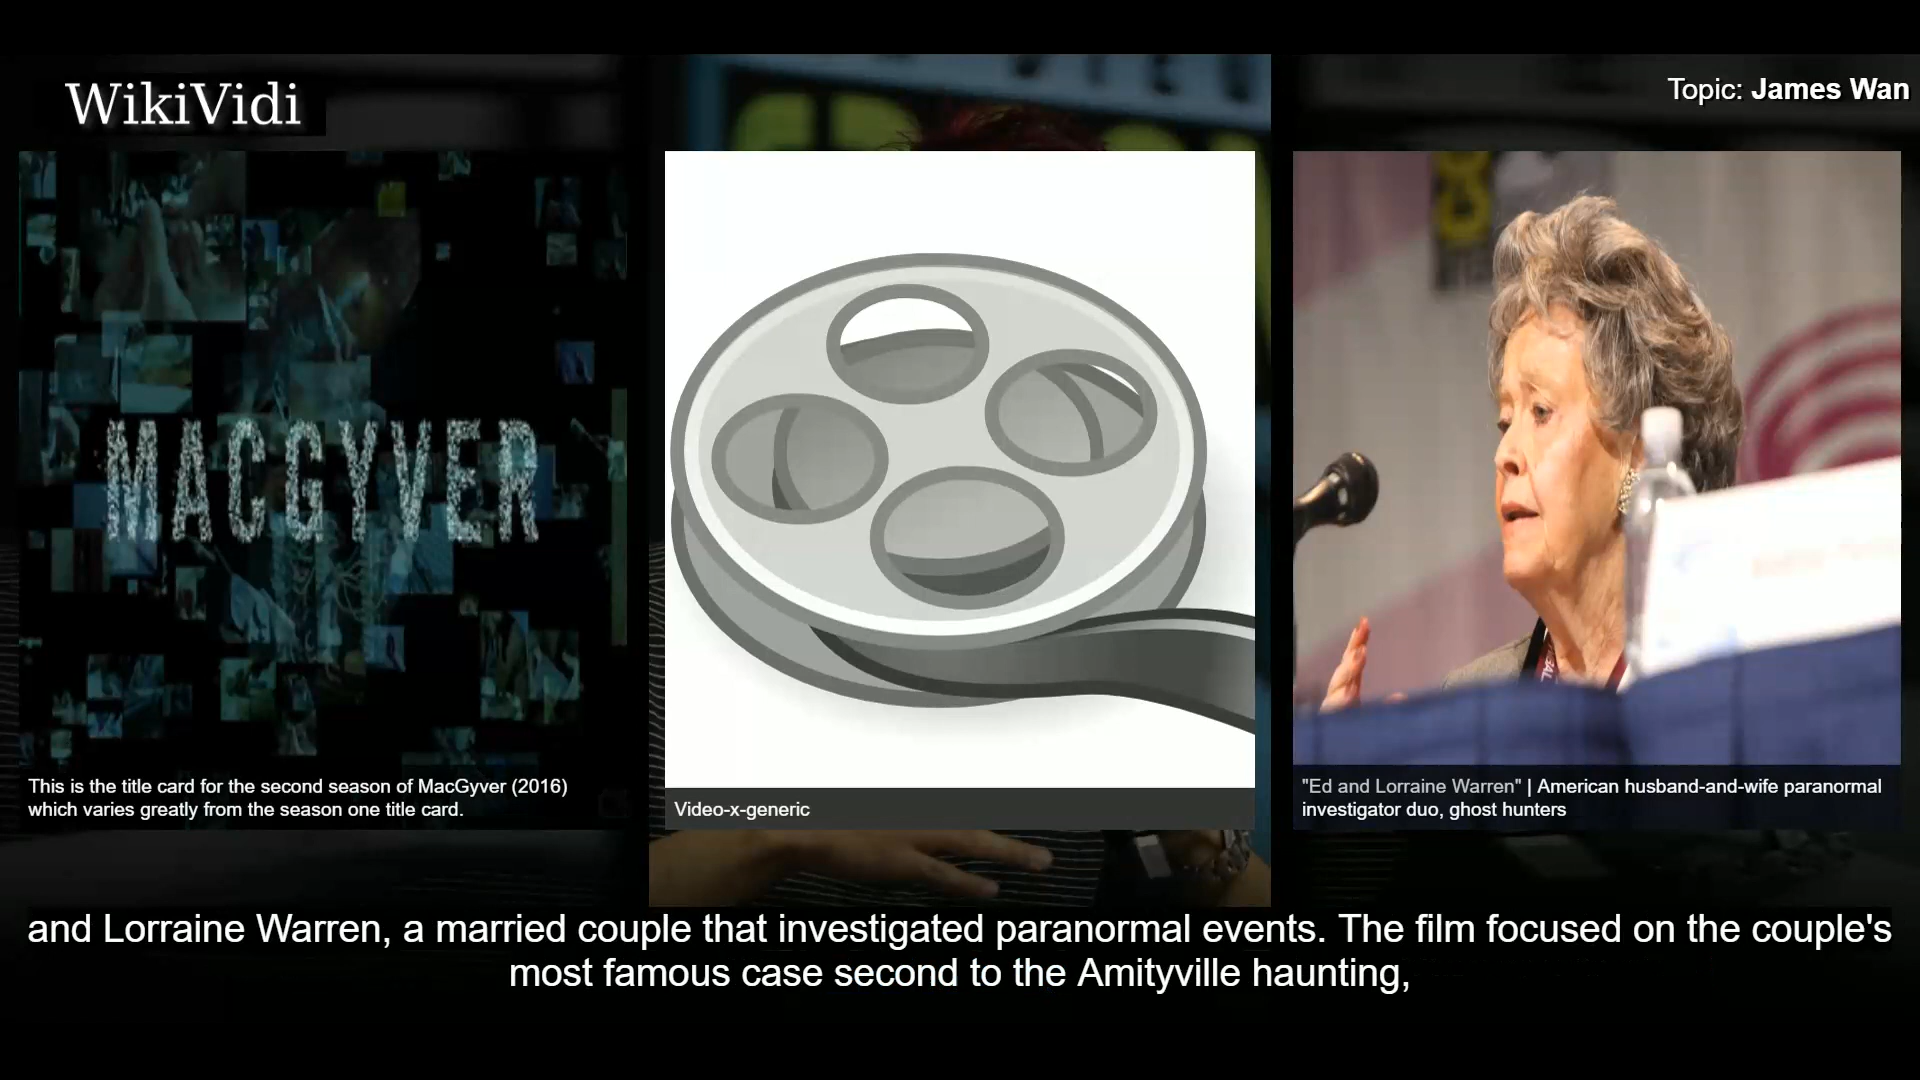 WikiVidi
Topic: James Wan
MACGYVER
This is the title card for the second season of MacGyver (2016)
which varies greatly from the season one title card.
Video-x-generic
"Ed and Lorraine Warren" | American husband-and-wife paranormal
investigator duo, ghost hunters
and Lorraine Warren, a married couple that investigated paranormal events. The film focused on the couple's
most famous case second to the Amityville haunting,